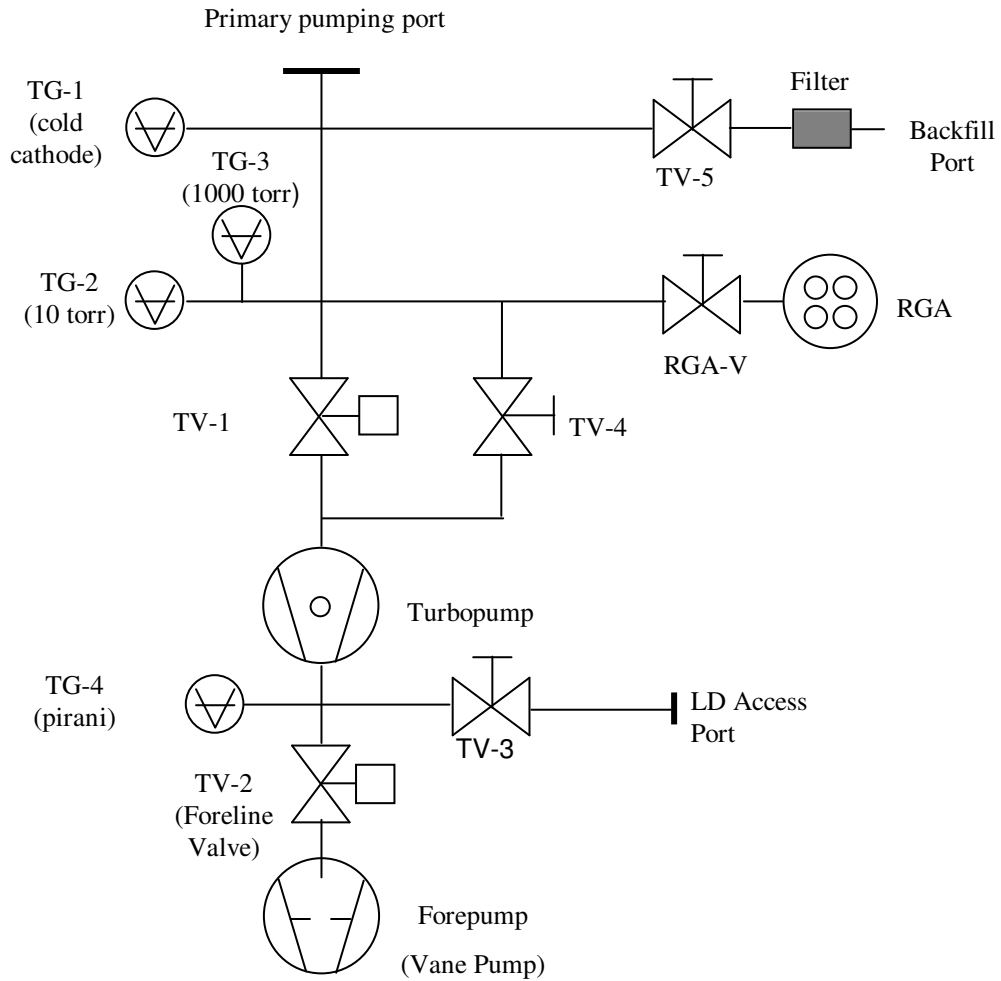 Primary pumping port
TG-1
(cold
cathode)
Filter
Backfill
Port
TV-5
TG-3
(1000 torr)
TG-2
(10 torr)
RGA
RGA-V
TV-1
TV-4
Turbopump
TG-4
(pirani)
LD Access
Port
TV-3
TV-2
(Foreline
Valve)
Forepump
(Vane Pump)